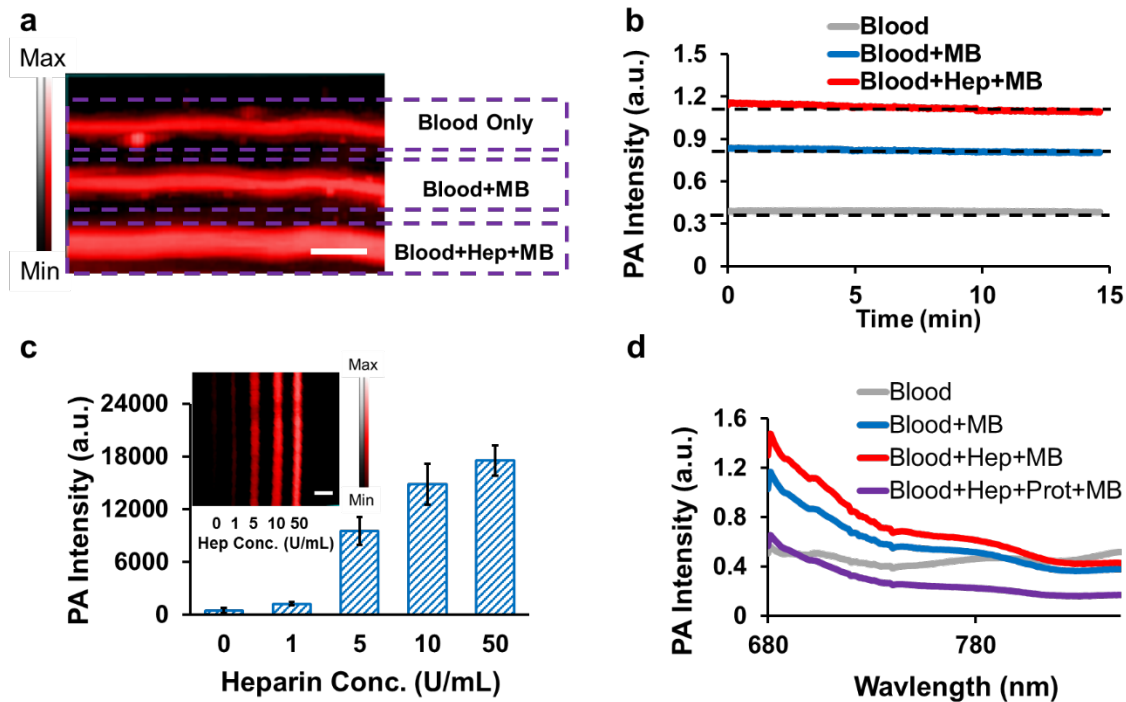 a
Max
Min
Blood Only
Blood+MB
Blood+Hep+MB
b
Blood
Blood+MB
Blood+Hep+MB
PA Intensity (a.u.)
1.5
1.2
0.9
0.6
0.3
0
0 5 10 15
Time (min)
c
PA Intensity (a.u.)
24000
18000
12000
6000
0
Max
Min
0 1 5 10 50
Hep Conc. (U/mL)
0 1 5 10 50
Heparin Conc. (U/mL)
d
Blood
Blood+MB
Blood+Hep+MB
Blood+Hep+Prot+MB
PA Intensity (a.u.)
1.6
1.2
0.8
0.4
0
680 780
Wavlength (nm)